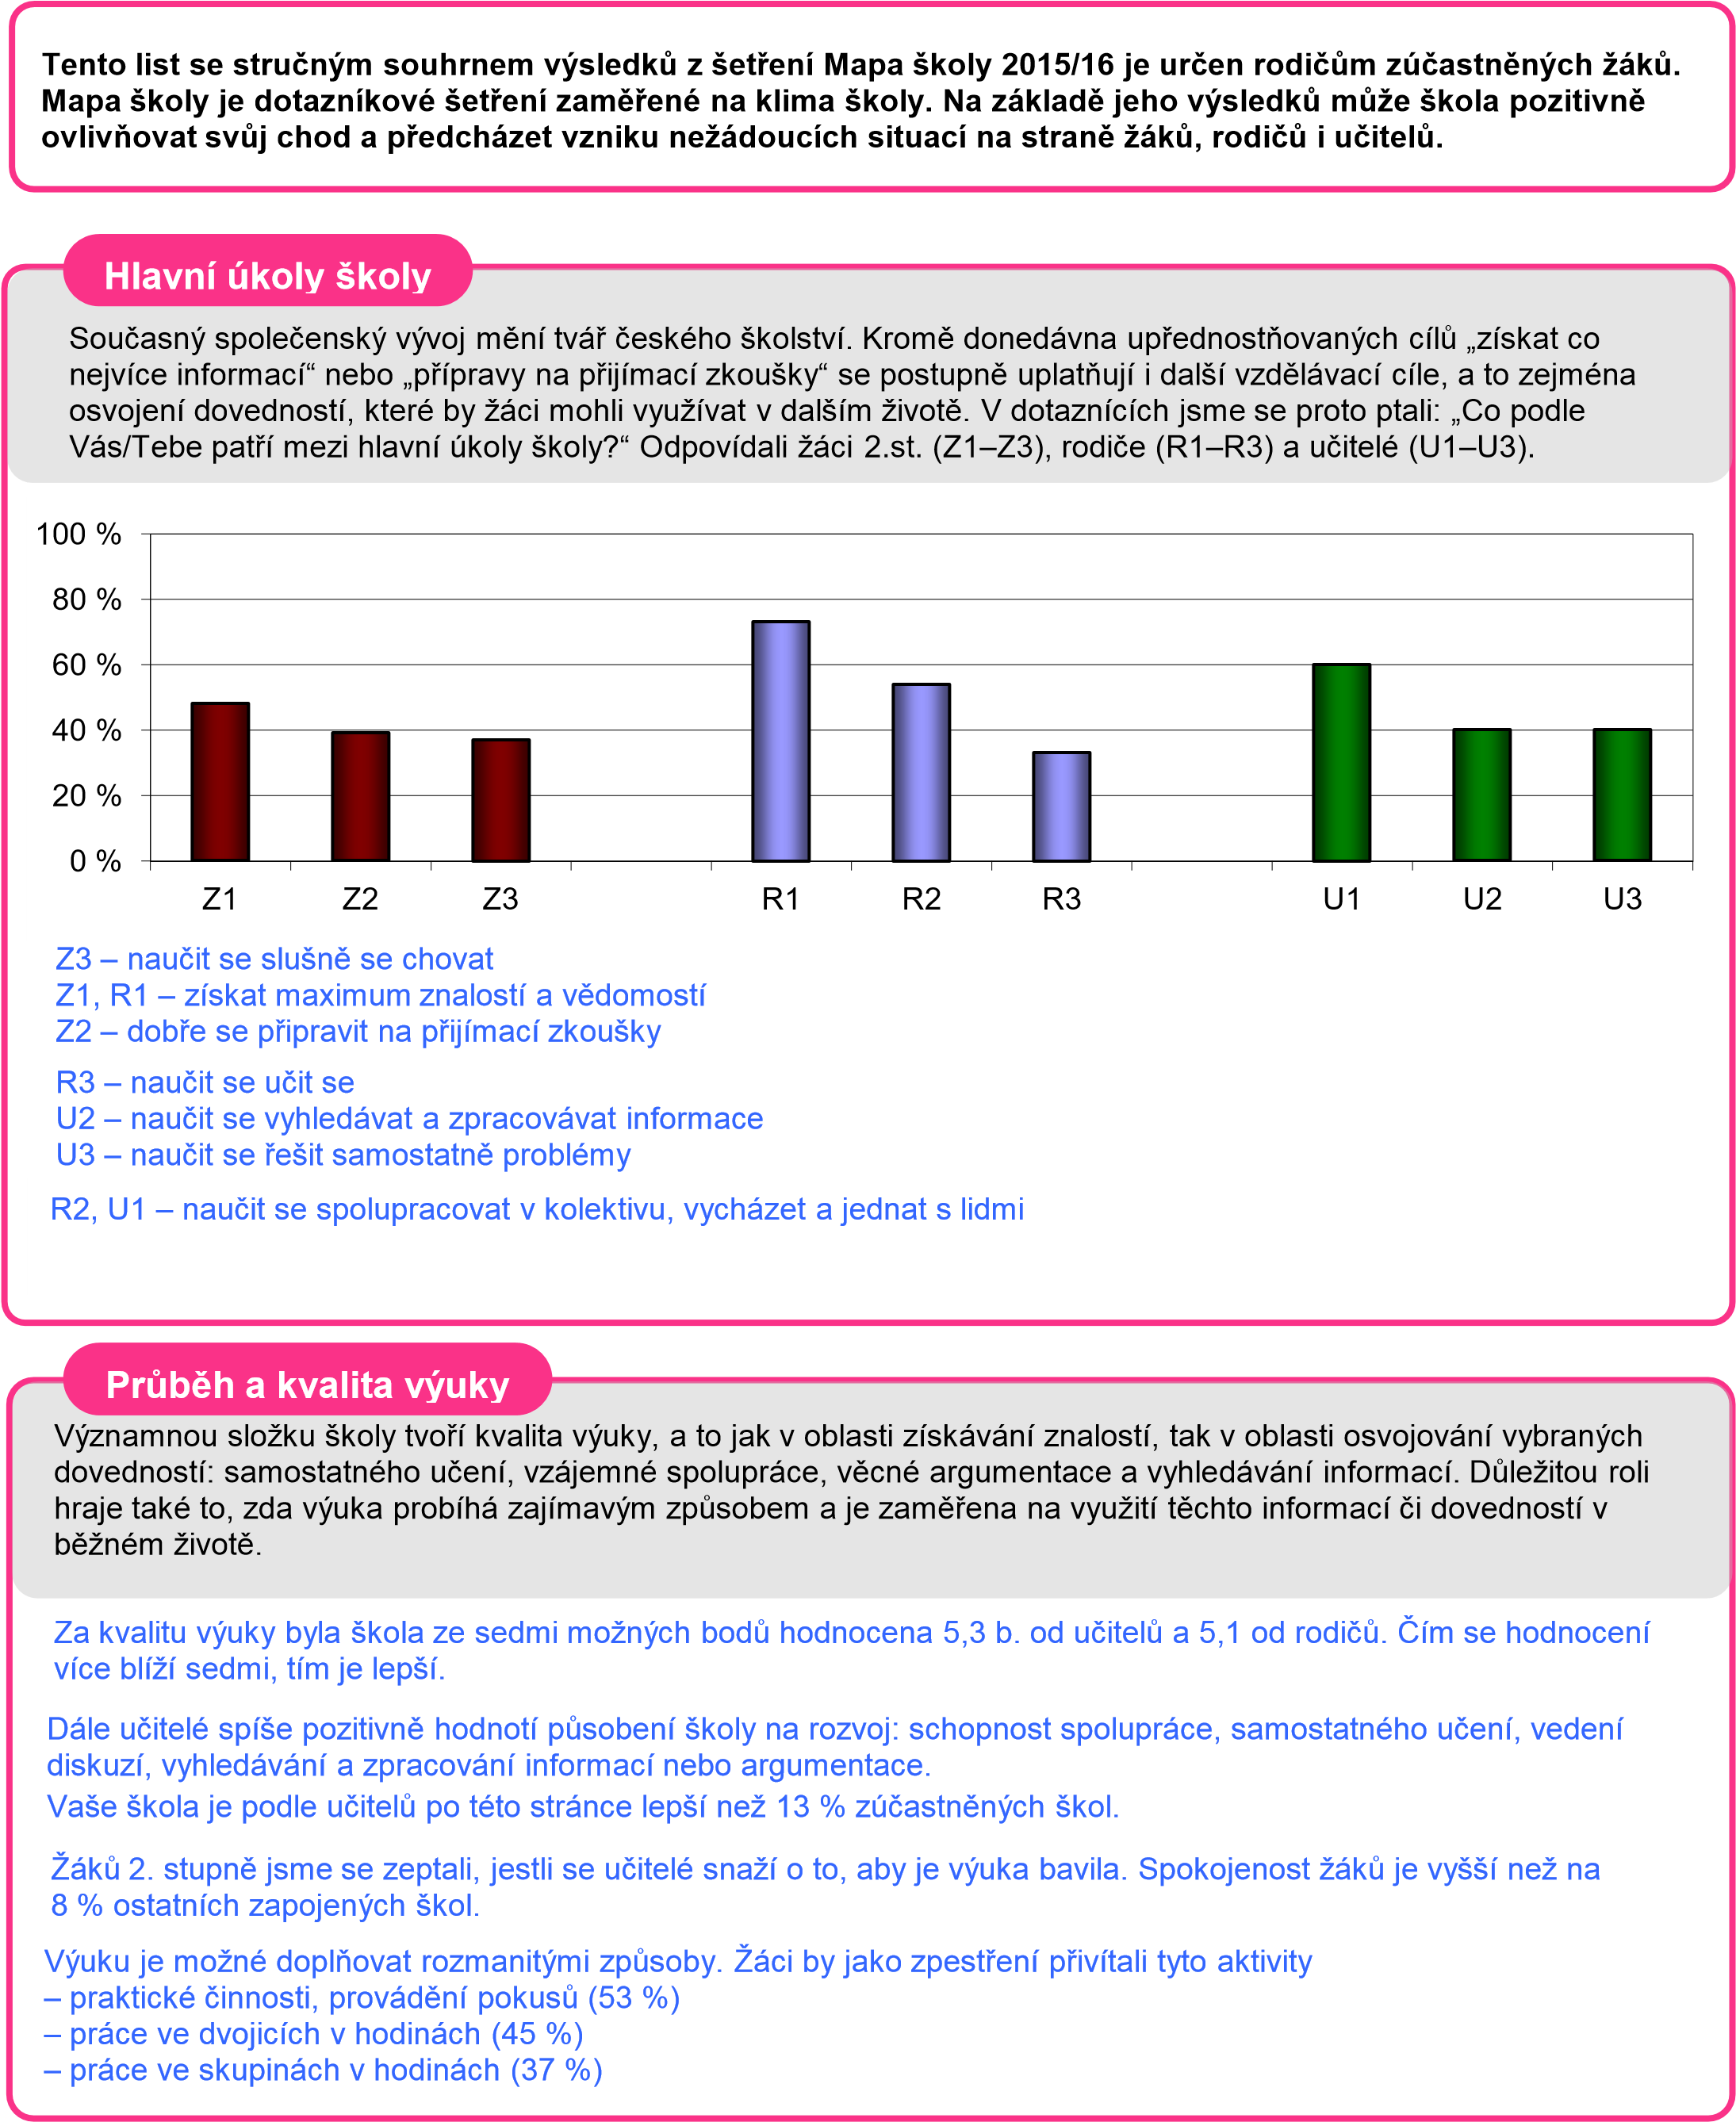 Tento list se stručným souhrnem výsledků z šetření Mapa školy 2015/16 je určen rodičům zúčastněných žáků.
Mapa školy je dotazníkové šetření zaměřené na klima školy. Na základě jeho výsledků může škola pozitivně
ovlivňovat svůj chod a předcházet vzniku nežádoucích situací na straně žáků, rodičů i učitelů.
Hlavní úkoly školy
Současný společenský vývoj mění tvář českého školství. Kromě donedávna upřednostňovaných cílů „získat co
nejvíce informací“ nebo „přípravy na přijímací zkoušky“ se postupně uplatňují i další vzdělávací cíle, a to zejména
osvojení dovedností, které by žáci mohli využívat v dalším životě. V dotaznících jsme se proto ptali: „Co podle
Vás/Tebe patří mezi hlavní úkoly školy?“ Odpovídali žáci 2.st. (Z1–Z3), rodiče (R1–R3) a učitelé (U1–U3).
100 %
80 %
60 %
40 %
20 %
0 %
Z1 Z2 Z3 R1 R2 R3 U1 U2 U3
Z3 – naučit se slušně se chovat
Z1, R1 – získat maximum znalostí a vědomostí
Z2 – dobře se připravit na přijímací zkoušky
R3 – naučit se učit se
U2 – naučit se vyhledávat a zpracovávat informace
U3 – naučit se řešit samostatně problémy
R2, U1 – naučit se spolupracovat v kolektivu, vycházet a jednat s lidmi
Průběh a kvalita výuky
Významnou složku školy tvoří kvalita výuky, a to jak v oblasti získávání znalostí, tak v oblasti osvojování vybraných
dovedností: samostatného učení, vzájemné spolupráce, věcné argumentace a vyhledávání informací. Důležitou roli
hraje také to, zda výuka probíhá zajímavým způsobem a je zaměřena na využití těchto informací či dovedností v
běžném životě.
Za kvalitu výuky byla škola ze sedmi možných bodů hodnocena 5,3 b. od učitelů a 5,1 od rodičů. Čím se hodnocení
více blíží sedmi, tím je lepší.
Dále učitelé spíše pozitivně hodnotí působení školy na rozvoj: schopnost spolupráce, samostatného učení, vedení
diskuzí, vyhledávání a zpracování informací nebo argumentace.
Vaše škola je podle učitelů po této stránce lepší než 13 % zúčastněných škol.
Žáků 2. stupně jsme se zeptali, jestli se učitelé snaží o to, aby je výuka bavila. Spokojenost žáků je vyšší než na
8 % ostatních zapojených škol.
Výuku je možné doplňovat rozmanitými způsoby. Žáci by jako zpestření přivítali tyto aktivity
– praktické činnosti, provádění pokusů (53 %)
– práce ve dvojicích v hodinách (45 %)
– práce ve skupinách v hodinách (37 %)